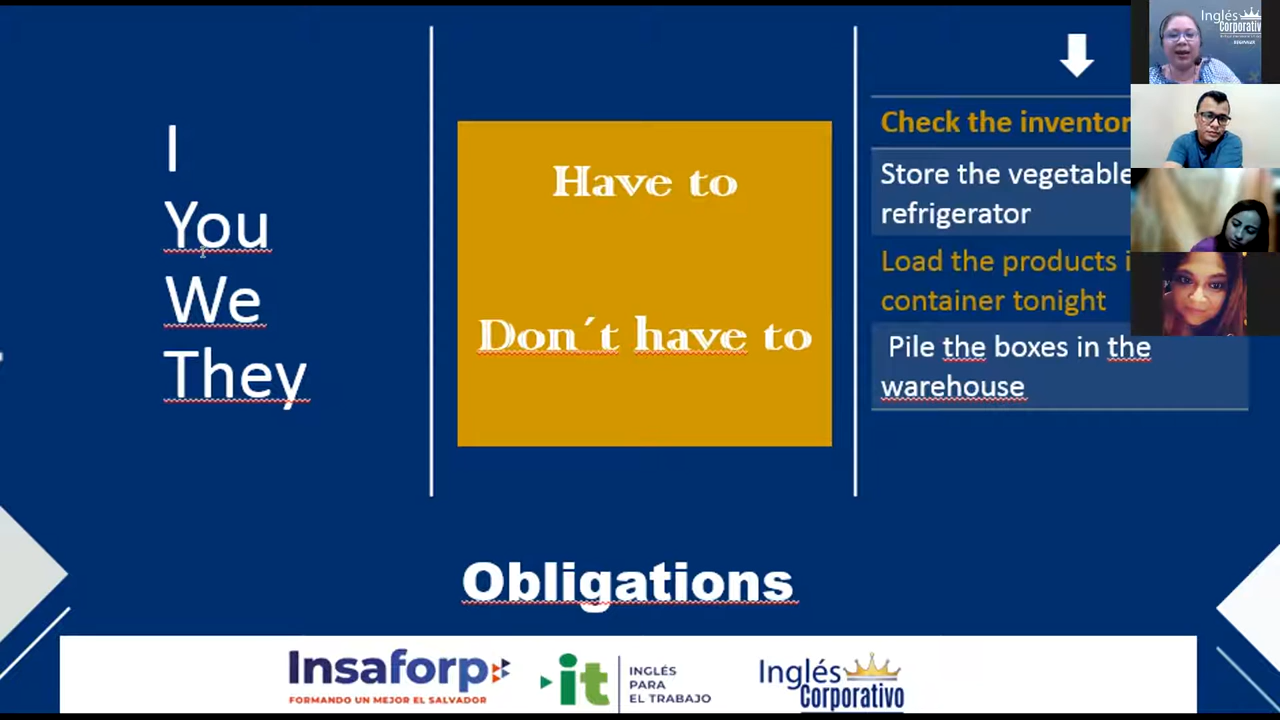 I
You
We
They
Have to
Don´t have to
Check the inventor
Store the vegetable
refrigerator
Load the products i
container tonight
Pile the boxes in the
warehouse
Obligations
Insaforp
FORMANDO UN MEJOR EL SALVADOR
it
INGLÉS
PARA
EL TRABAJO
Inglés
Corporativo
Inglés
Corporativo